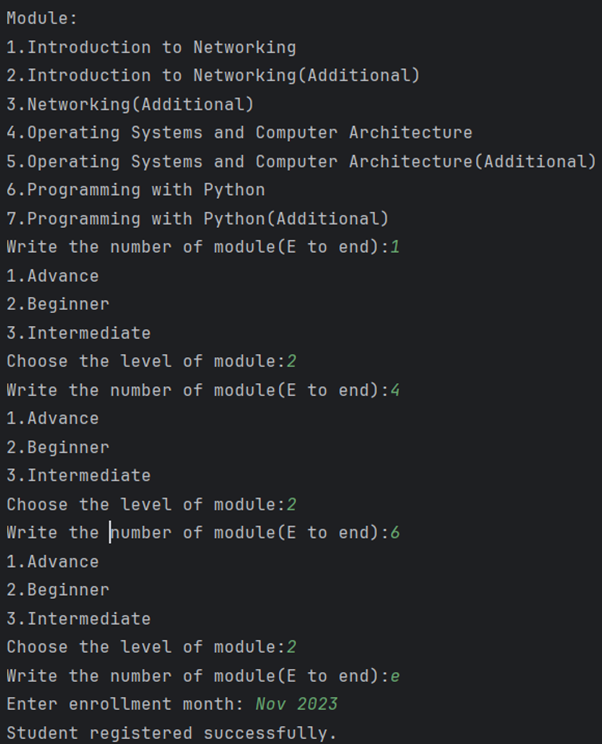 Module:
1.Introduction to Networking
2.Introduction to Networking(Additional)
3.Networking(Additional)
4.Operating Systems and Computer Architecture
5.Operating Systems and Computer Architecture(Additional)
6.Programming with Python
7.Programming with Python(Additional)
Write the number of module(E to end):1
1.Advance
2.Beginner
3.Intermediate
Choose the level of module:2
Write the number of module(E to end):4
1.Advance
2.Beginner
3.Intermediate
Choose the level of module:2
Write the number of module(E to end):6
1.Advance
2.Beginner
3.Intermediate
Choose the level of module:2
Write the number of module(E to end):e
Enter enrollment month: Nov 2023
Student registered successfully.